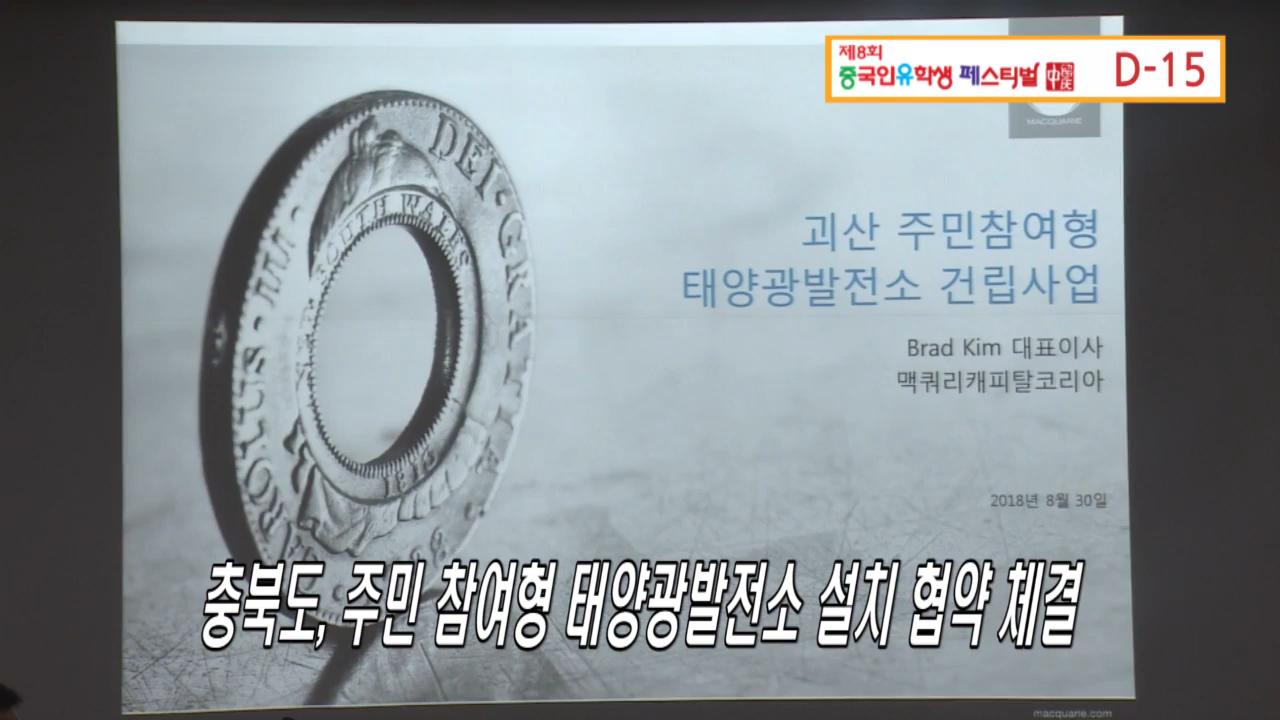 제8회
중국인유학생 페스티벌
D-15
MACQUARIE
괴산 주민참여형
태양광발전소 건립사업
Brad Kim 대표이사
맥쿼리캐피탈코리아
2018년 8월 30일
DEI·GRATIA
SOUTH WALES
1813
충북도, 주민 참여형 태양광발전소 설치 협약 체결
macquarie.com